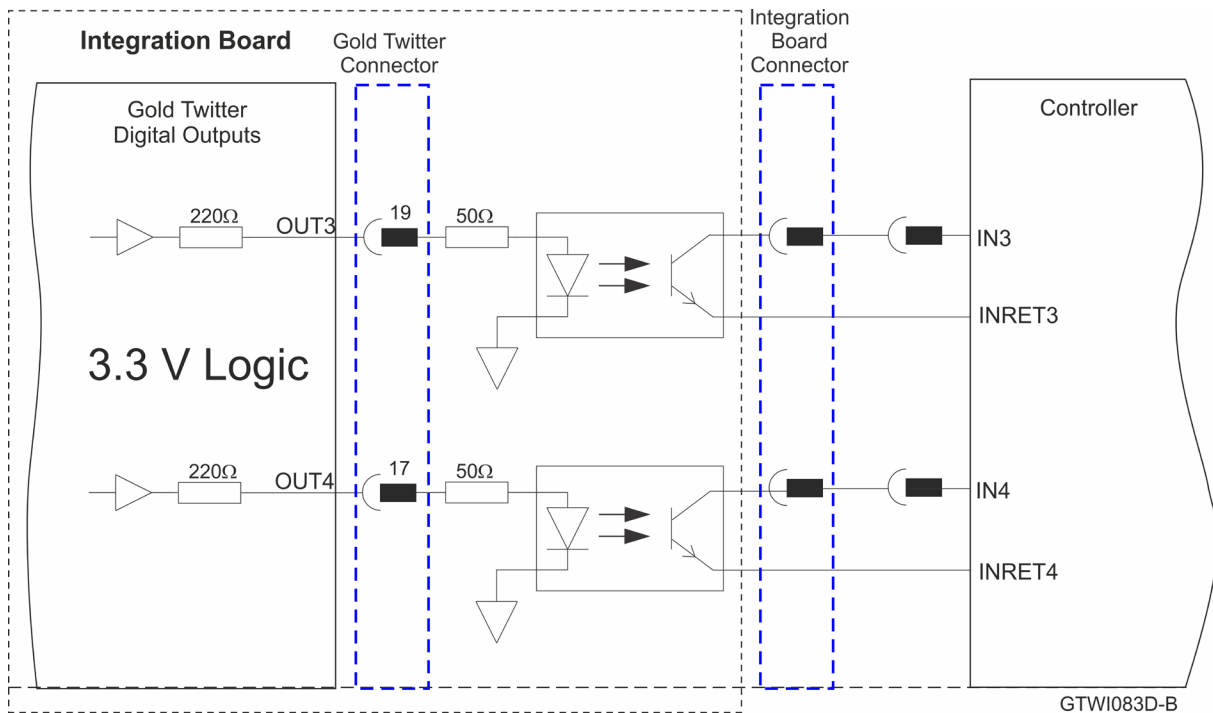 Integration Board
Gold Twitter
Connector
Integration
Board
Connector
Gold Twitter
Digital Outputs
Controller
220Ω
OUT3
19
50Ω
IN3
INRET3
3.3 V Logic
220Ω
OUT4
17
50Ω
IN4
INRET4
GTWI083D-B